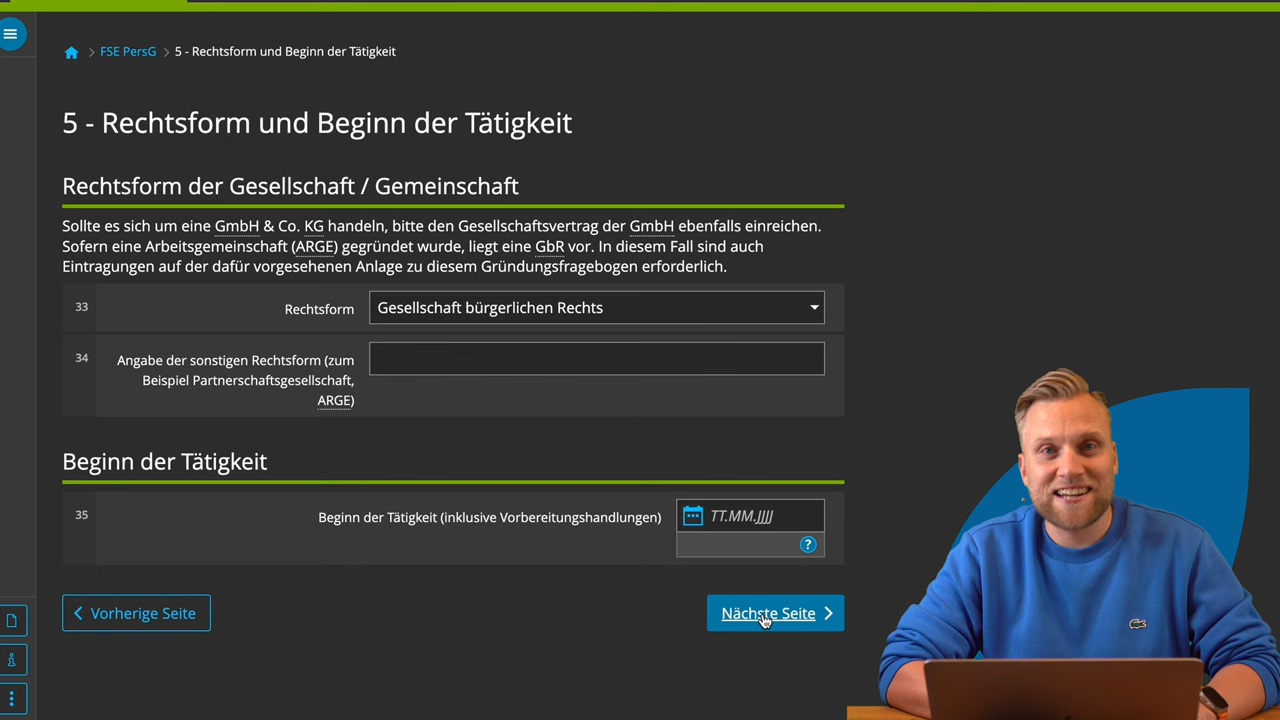 FSE PersG
5 - Rechtsform und Beginn der Tätigkeit
5 - Rechtsform und Beginn der Tätigkeit
Rechtsform der Gesellschaft / Gemeinschaft
Sollte es sich um eine GmbH & Co. KG handeln, bitte den Gesellschaftsvertrag der GmbH ebenfalls einreichen.
Sofern eine Arbeitsgemeinschaft (ARGE) gegründet wurde, liegt eine GbR vor. In diesem Fall sind auch
Eintragungen auf der dafür vorgesehenen Anlage zu diesem Gründungsfragebogen erforderlich.
33
Rechtsform
Gesellschaft bürgerlichen Rechts
34
Angabe der sonstigen Rechtsform (zum
Beispiel Partnerschaftsgesellschaft,
ARGE)
Beginn der Tätigkeit
35
Beginn der Tätigkeit (inklusive Vorbereitungshandlungen)
TT.MM.JJJJ
?
Vorherige Seite
Nächste Seite